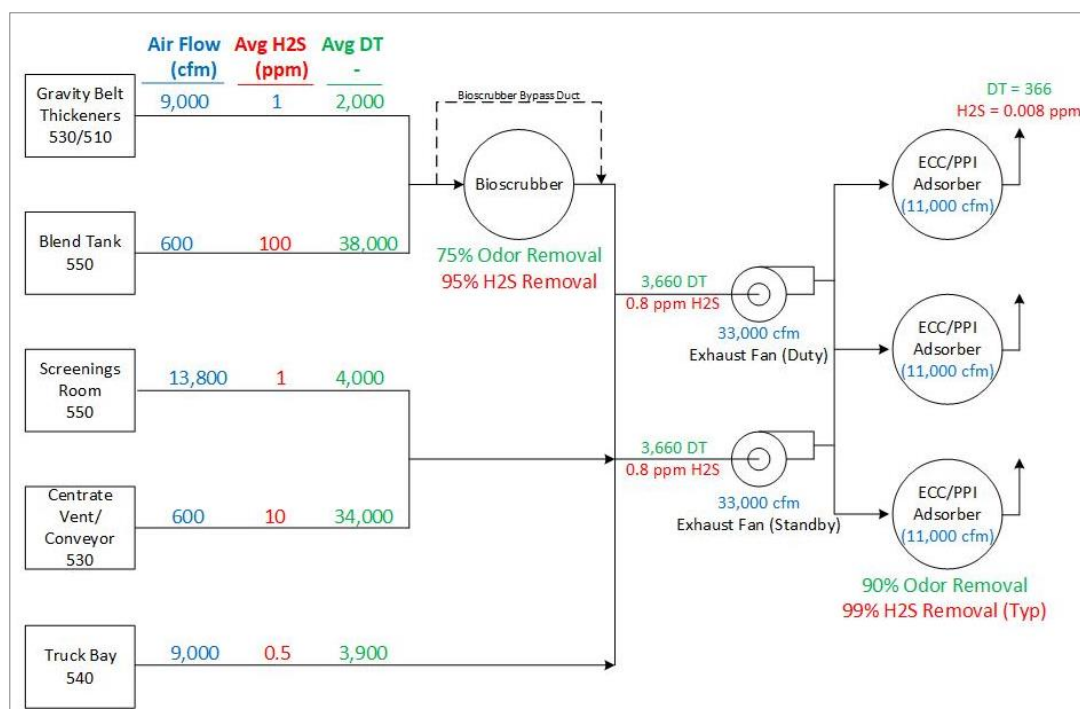 Air Flow
(cfm)
Avg H2S
(ppm)
Avg DT
-
Gravity Belt
Thickeners
530/510
9,000
1
2,000
Bioscrubber Bypass Duct
Bioscrubber
75% Odor Removal
95% H2S Removal
Blend Tank
550
600
100
38,000
Screenings
Room
550
13,800
1
4,000
Centrate
Vent/
Conveyor
530
600
10
34,000
Truck Bay
540
9,000
0.5
3,900
3,660 DT
0.8 ppm H2S
33,000 cfm
Exhaust Fan (Duty)
3,660 DT
0.8 ppm H2S
33,000 cfm
Exhaust Fan (Standby)
DT = 366
H2S = 0.008 ppm
ECC/PPI
Adsorber
(11,000 cfm)
ECC/PPI
Adsorber
(11,000 cfm)
ECC/PPI
Adsorber
(11,000 cfm)
90% Odor Removal
99% H2S Removal (Typ)